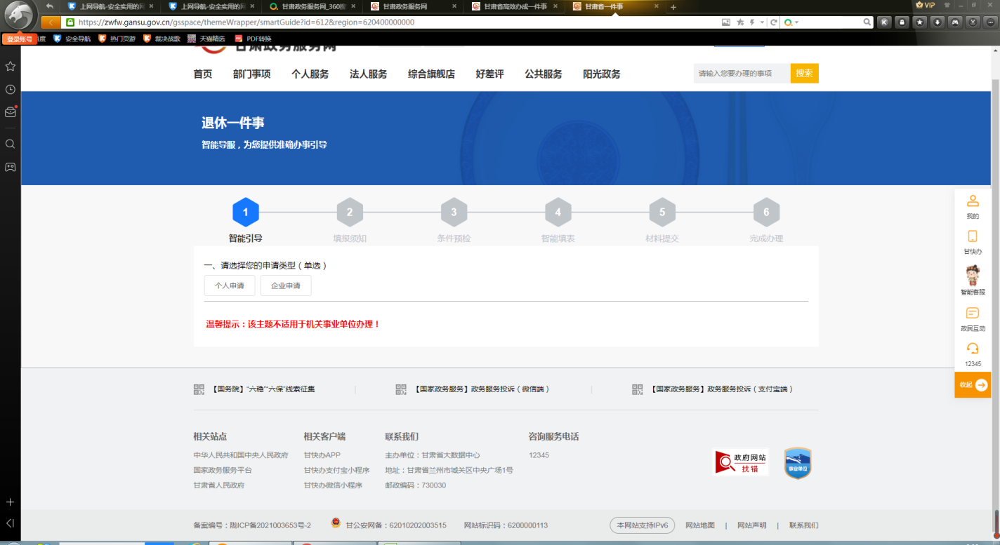 上网导航-安全实用的网
上网导航-安全实用的网
甘肃政务服务网_360搜
甘肃政务服务网
甘肃省高效办成一件事
甘肃省一件事
VIP
https://zwfw.gansu.gov.cn/gsspace/themeWrapper/smartGuide?id=612&region=620400000000
登录账号
度
安全导航
热门页游
裁决战歌
天猫精选
PDF转换
甘肃政务服务网
首页
部门事项
个人服务
法人服务
综合旗舰店
好差评
公共服务
阳光政务
请输入您要办理的事项
搜索
退休一件事
智能导服，为您提供准确办事引导
1
2
3
4
5
6
智能引导
填报须知
条件预检
智能填表
材料提交
完成办理
一、请选择您的申请类型（单选）
个人申请
企业申请
温馨提示：该主题不适用于机关事业单位办理！
我的
甘快办
智能客服
政民互动
12345
收起
【国务院】“六稳”“六保”线索征集
【国家政务服务】政务服务投诉（微信端）
【国家政务服务】政务服务投诉（支付宝端）
相关站点
中华人民共和国中央人民政府
国家政务服务平台
甘肃省人民政府
相关客户端
甘快办APP
甘快办支付宝小程序
甘快办微信小程序
联系我们
主办单位：甘肃省大数据中心
地址：甘肃省兰州市城关区中央广场1号
邮政编码：730030
咨询服务电话
12345
政府网站
找错
事业单位
备案编号：陇ICP备2021003653号-2
甘公安网备：62010202003515
网站标识码：6200000113
本网站支持IPv6
网站地图 | 网站声明 | 联系我们